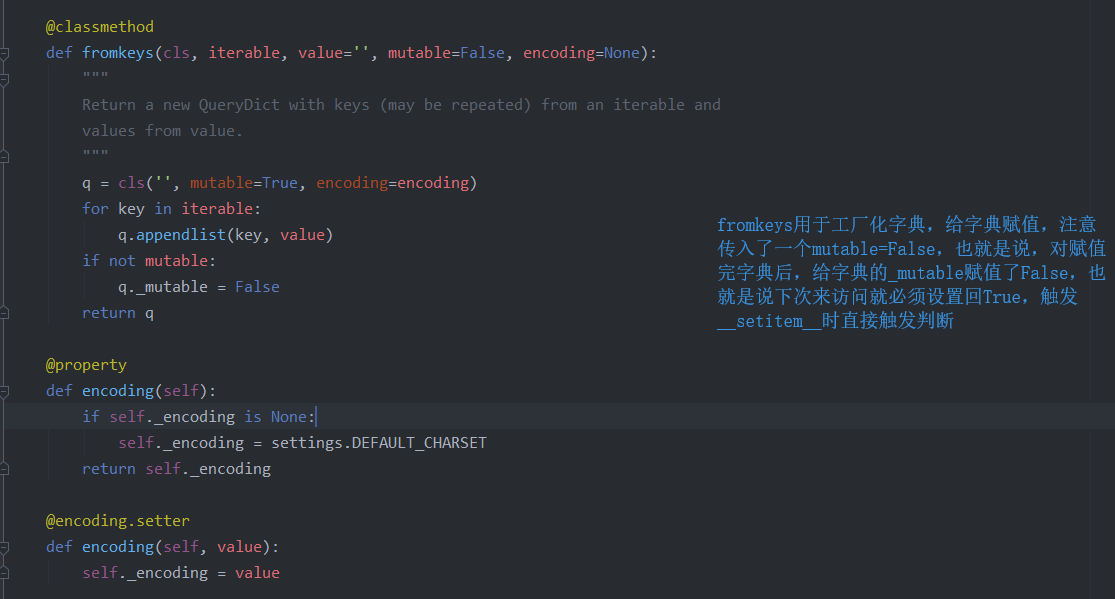 @classmethod
def fromkeys(cls, iterable, value='', mutable=False, encoding=None):
"""
Return a new QueryDict with keys (may be repeated) from an iterable and
values from value.
"""
q = cls('', mutable=True, encoding=encoding)
for key in iterable:
q.appendlist(key, value)
if not mutable:
q._mutable = False
return q
fromkeys用于工厂化字典，给字典赋值，注意
传入了一个mutable=False，也就是说，对赋值
完字典后，给字典的_mutable赋值了False，也
就是说下次来访问就必须设置回True，触发
__setitem__时直接触发判断
@property
def encoding(self):
if self._encoding is None:
self._encoding = settings.DEFAULT_CHARSET
return self._encoding
@encoding.setter
def encoding(self, value):
self._encoding = value